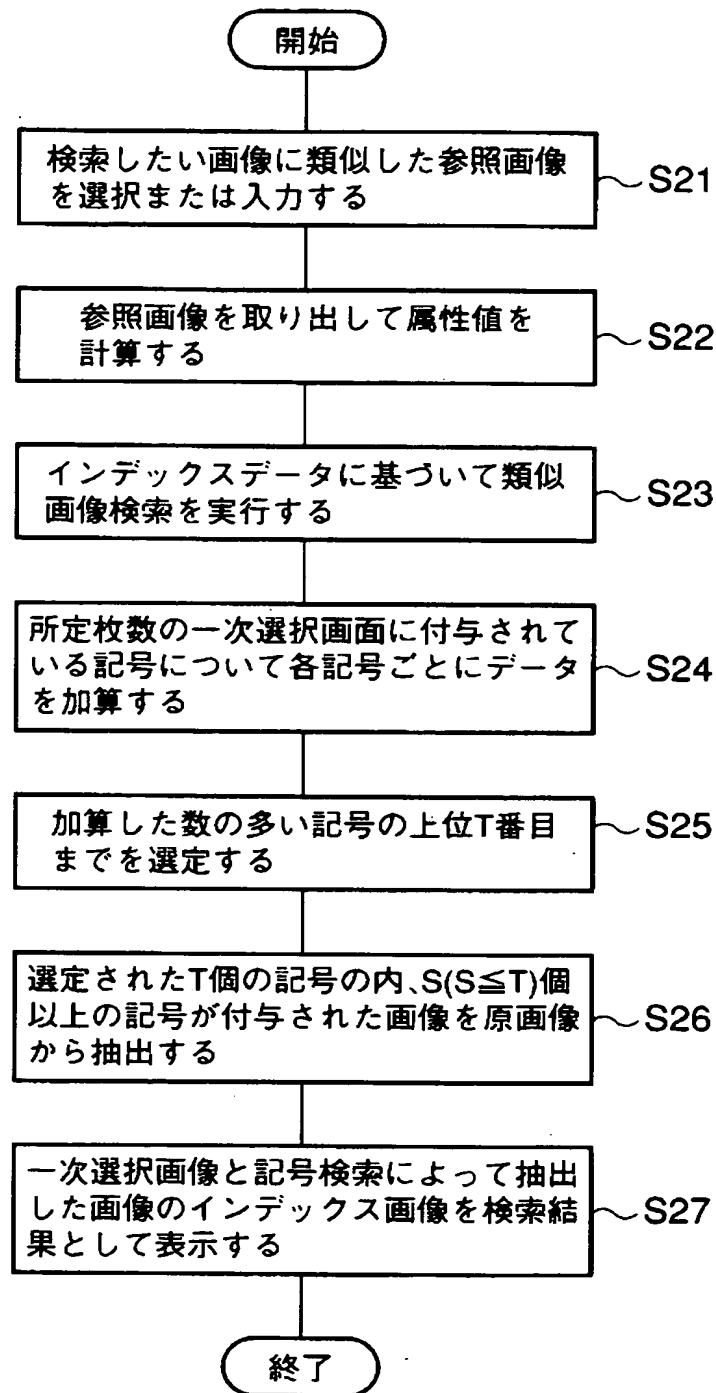 開始
検索したい画像に類似した参照画像
を選択または入力する
S21
参照画像を取り出して属性値を
計算する
S22
インデックスデータに基づいて類似
画像検索を実行する
S23
所定枚数の一次選択画面に付与されて
いる記号について各記号ごとにデータ
を加算する
S24
加算した数の多い記号の上位T番目
までを選定する
S25
選定されたT個の記号の内、S(S≦T)個
以上の記号が付与された画像を原画像
から抽出する
S26
一次選択画像と記号検索によって抽出
した画像のインデックス画像を検索結
果として表示する
S27
終了